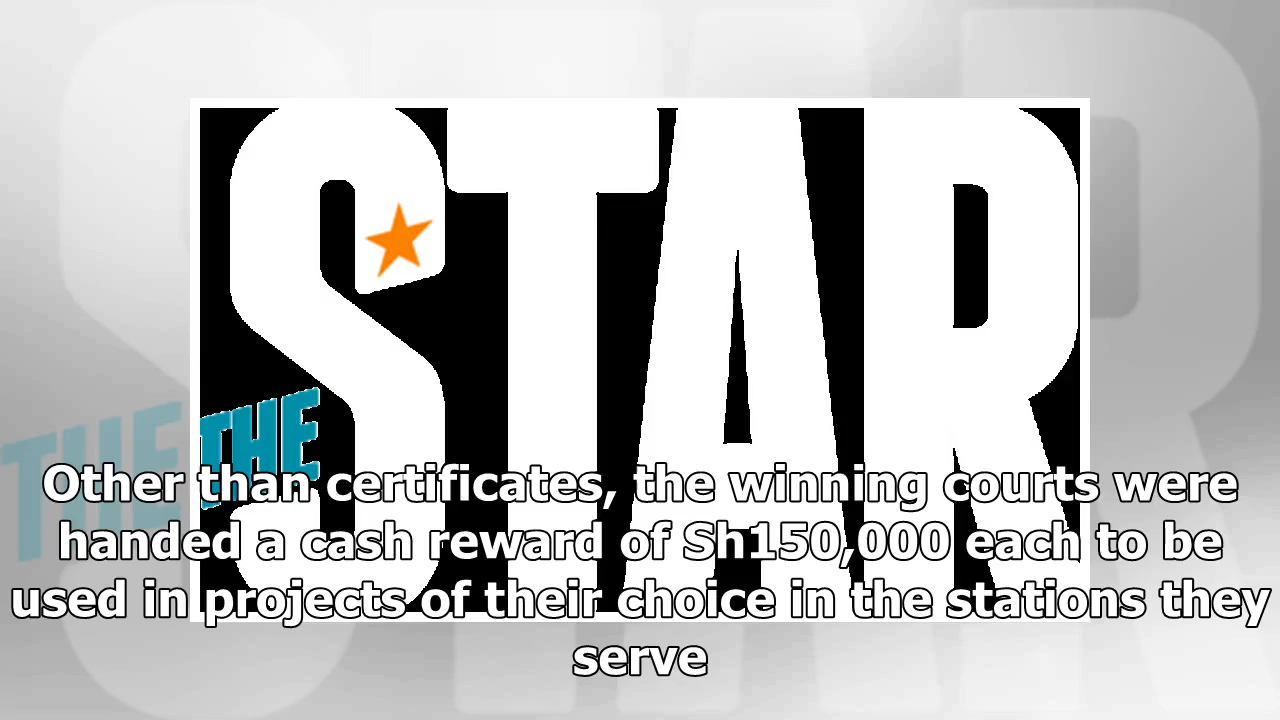 STAR
THE THE
Other than certificates, the winning courts were
handed a cash reward of Sh150,000 each to be
used in projects of their choice in the stations they
serve